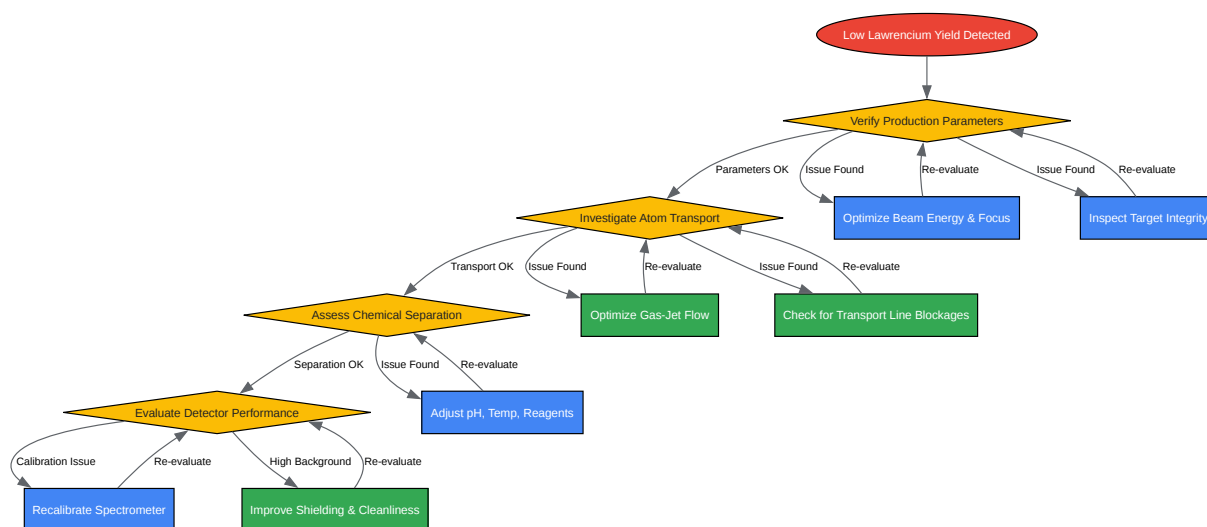 Low Lawrencium Yield Detected
Verify Production Parameters
Parameters OK
Issue Found
Re-evaluate
Issue Found
Re-evaluate
Optimize Beam Energy & Focus
Inspect Target Integrity
Investigate Atom Transport
Transport OK
Issue Found
Re-evaluate
Issue Found
Re-evaluate
Optimize Gas-Jet Flow
Check for Transport Line Blockages
Assess Chemical Separation
Separation OK
Issue Found
Re-evaluate
Adjust pH, Temp, Reagents
Evaluate Detector Performance
Calibration Issue
Re-evaluate
High Background
Re-evaluate
Recalibrate Spectrometer
Improve Shielding & Cleanliness